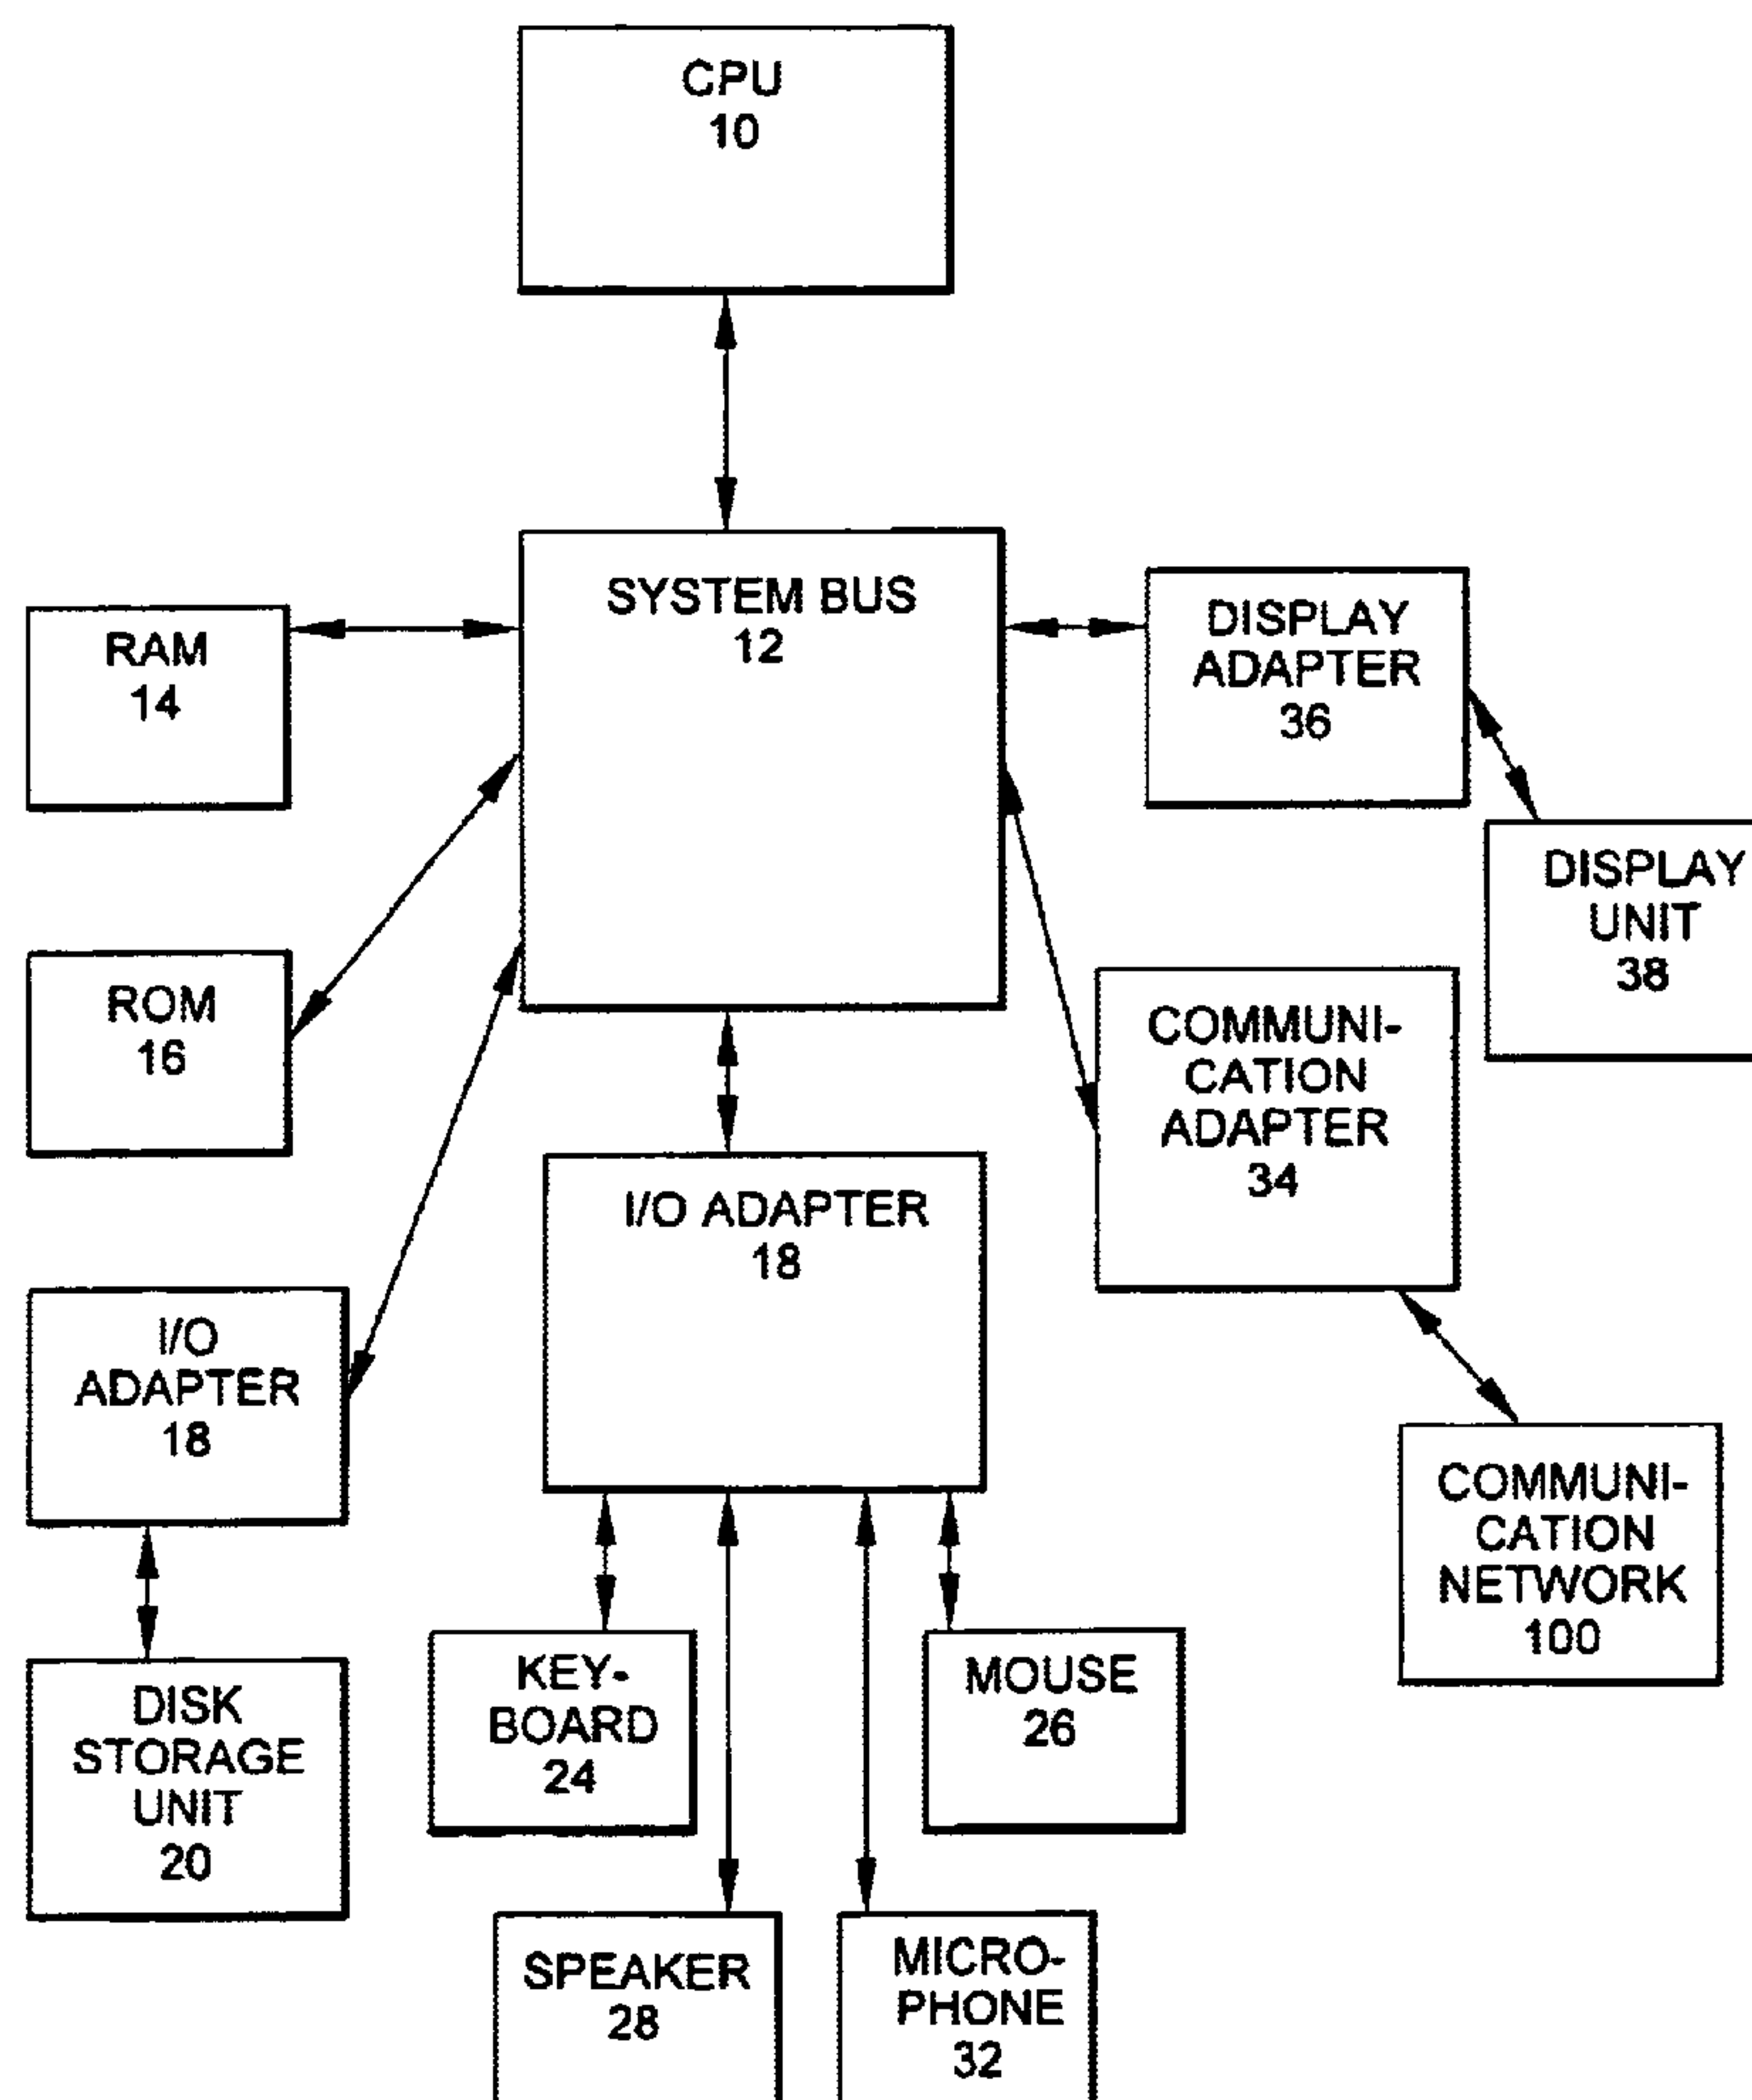 CPU
10
SYSTEM BUS
12
RAM
14
DISPLAY
ADAPTER
36
DISPLAY
UNIT
38
ROM
16
COMMUNI-
CATION
ADAPTER
34
I/O ADAPTER
18
I/O
ADAPTER
18
COMMUNI-
CATION
NETWORK
100
DISK
STORAGE
UNIT
20
KEY-
BOARD
24
MOUSE
26
SPEAKER
28
MICRO-
PHONE
32